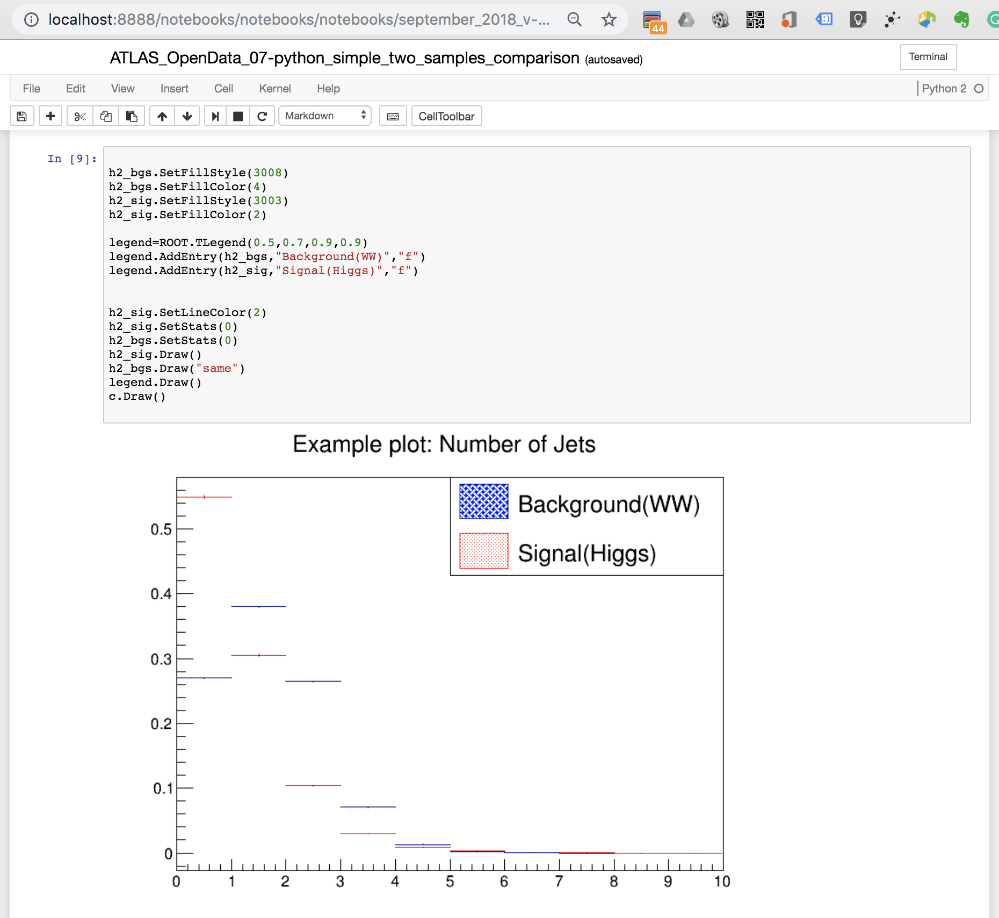 localhost:8888/notebooks/notebooks/notebooks/september_2018_v-...
44
ATLAS_OpenData_07-python_simple_two_samples_comparison (autosaved)
Terminal
File Edit View Insert Cell Kernel Help
Python 2
Markdown
CellToolbar
In [9]:
h2_bgs.SetFillStyle(3008)
h2_bgs.SetFillColor(4)
h2_sig.SetFillStyle(3003)
h2_sig.SetFillColor(2)
legend=ROOT.TLegend(0.5,0.7,0.9,0.9)
legend.AddEntry(h2_bgs,"Background(WW)","f")
legend.AddEntry(h2_sig,"Signal(Higgs)","f")
h2_sig.SetLineColor(2)
h2_sig.SetStats(0)
h2_bgs.SetStats(0)
h2_sig.Draw()
h2_bgs.Draw("same")
legend.Draw()
c.Draw()
Example plot: Number of Jets
Background(WW)
Signal(Higgs)
0.5
0.4
0.3
0.2
0.1
0
0 1 2 3 4 5 6 7 8 9 10